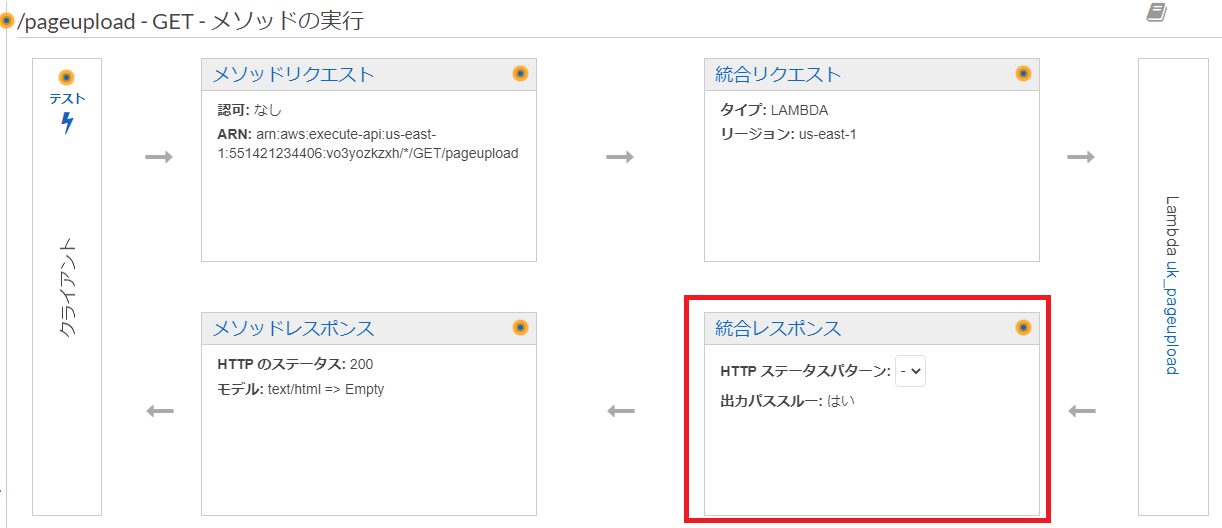 /pageupload - GET - メソッドの実行
テスト
クライアント
メソッドリクエスト
認可: なし
ARN: arn:aws:execute-api:us-east-
1:551421234406:vo3yozkzxh/*/GET/pageupload
統合リクエスト
タイプ: LAMBDA
リージョン: us-east-1
Lambda uk_pageupload
メソッドレスポンス
HTTP のステータス: 200
モデル: text/html => Empty
統合レスポンス
HTTP ステータスパターン: -
出力パススルー: はい